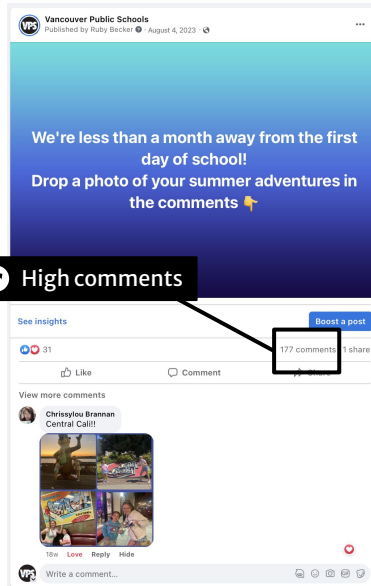 VPS
Vancouver Public Schools
Published by Ruby Becker · August 4, 2023 ·
We're less than a month away from the first
day of school!
Drop a photo of your summer adventures in
the comments 👇
High comments
See insights
Boost a post
31
177 comments 1 share
Like
Comment
Share
View more comments
Chrissylou Brannan
Central Cali!!
18w Love Reply Hide
VPS
Write a comment...
GIF